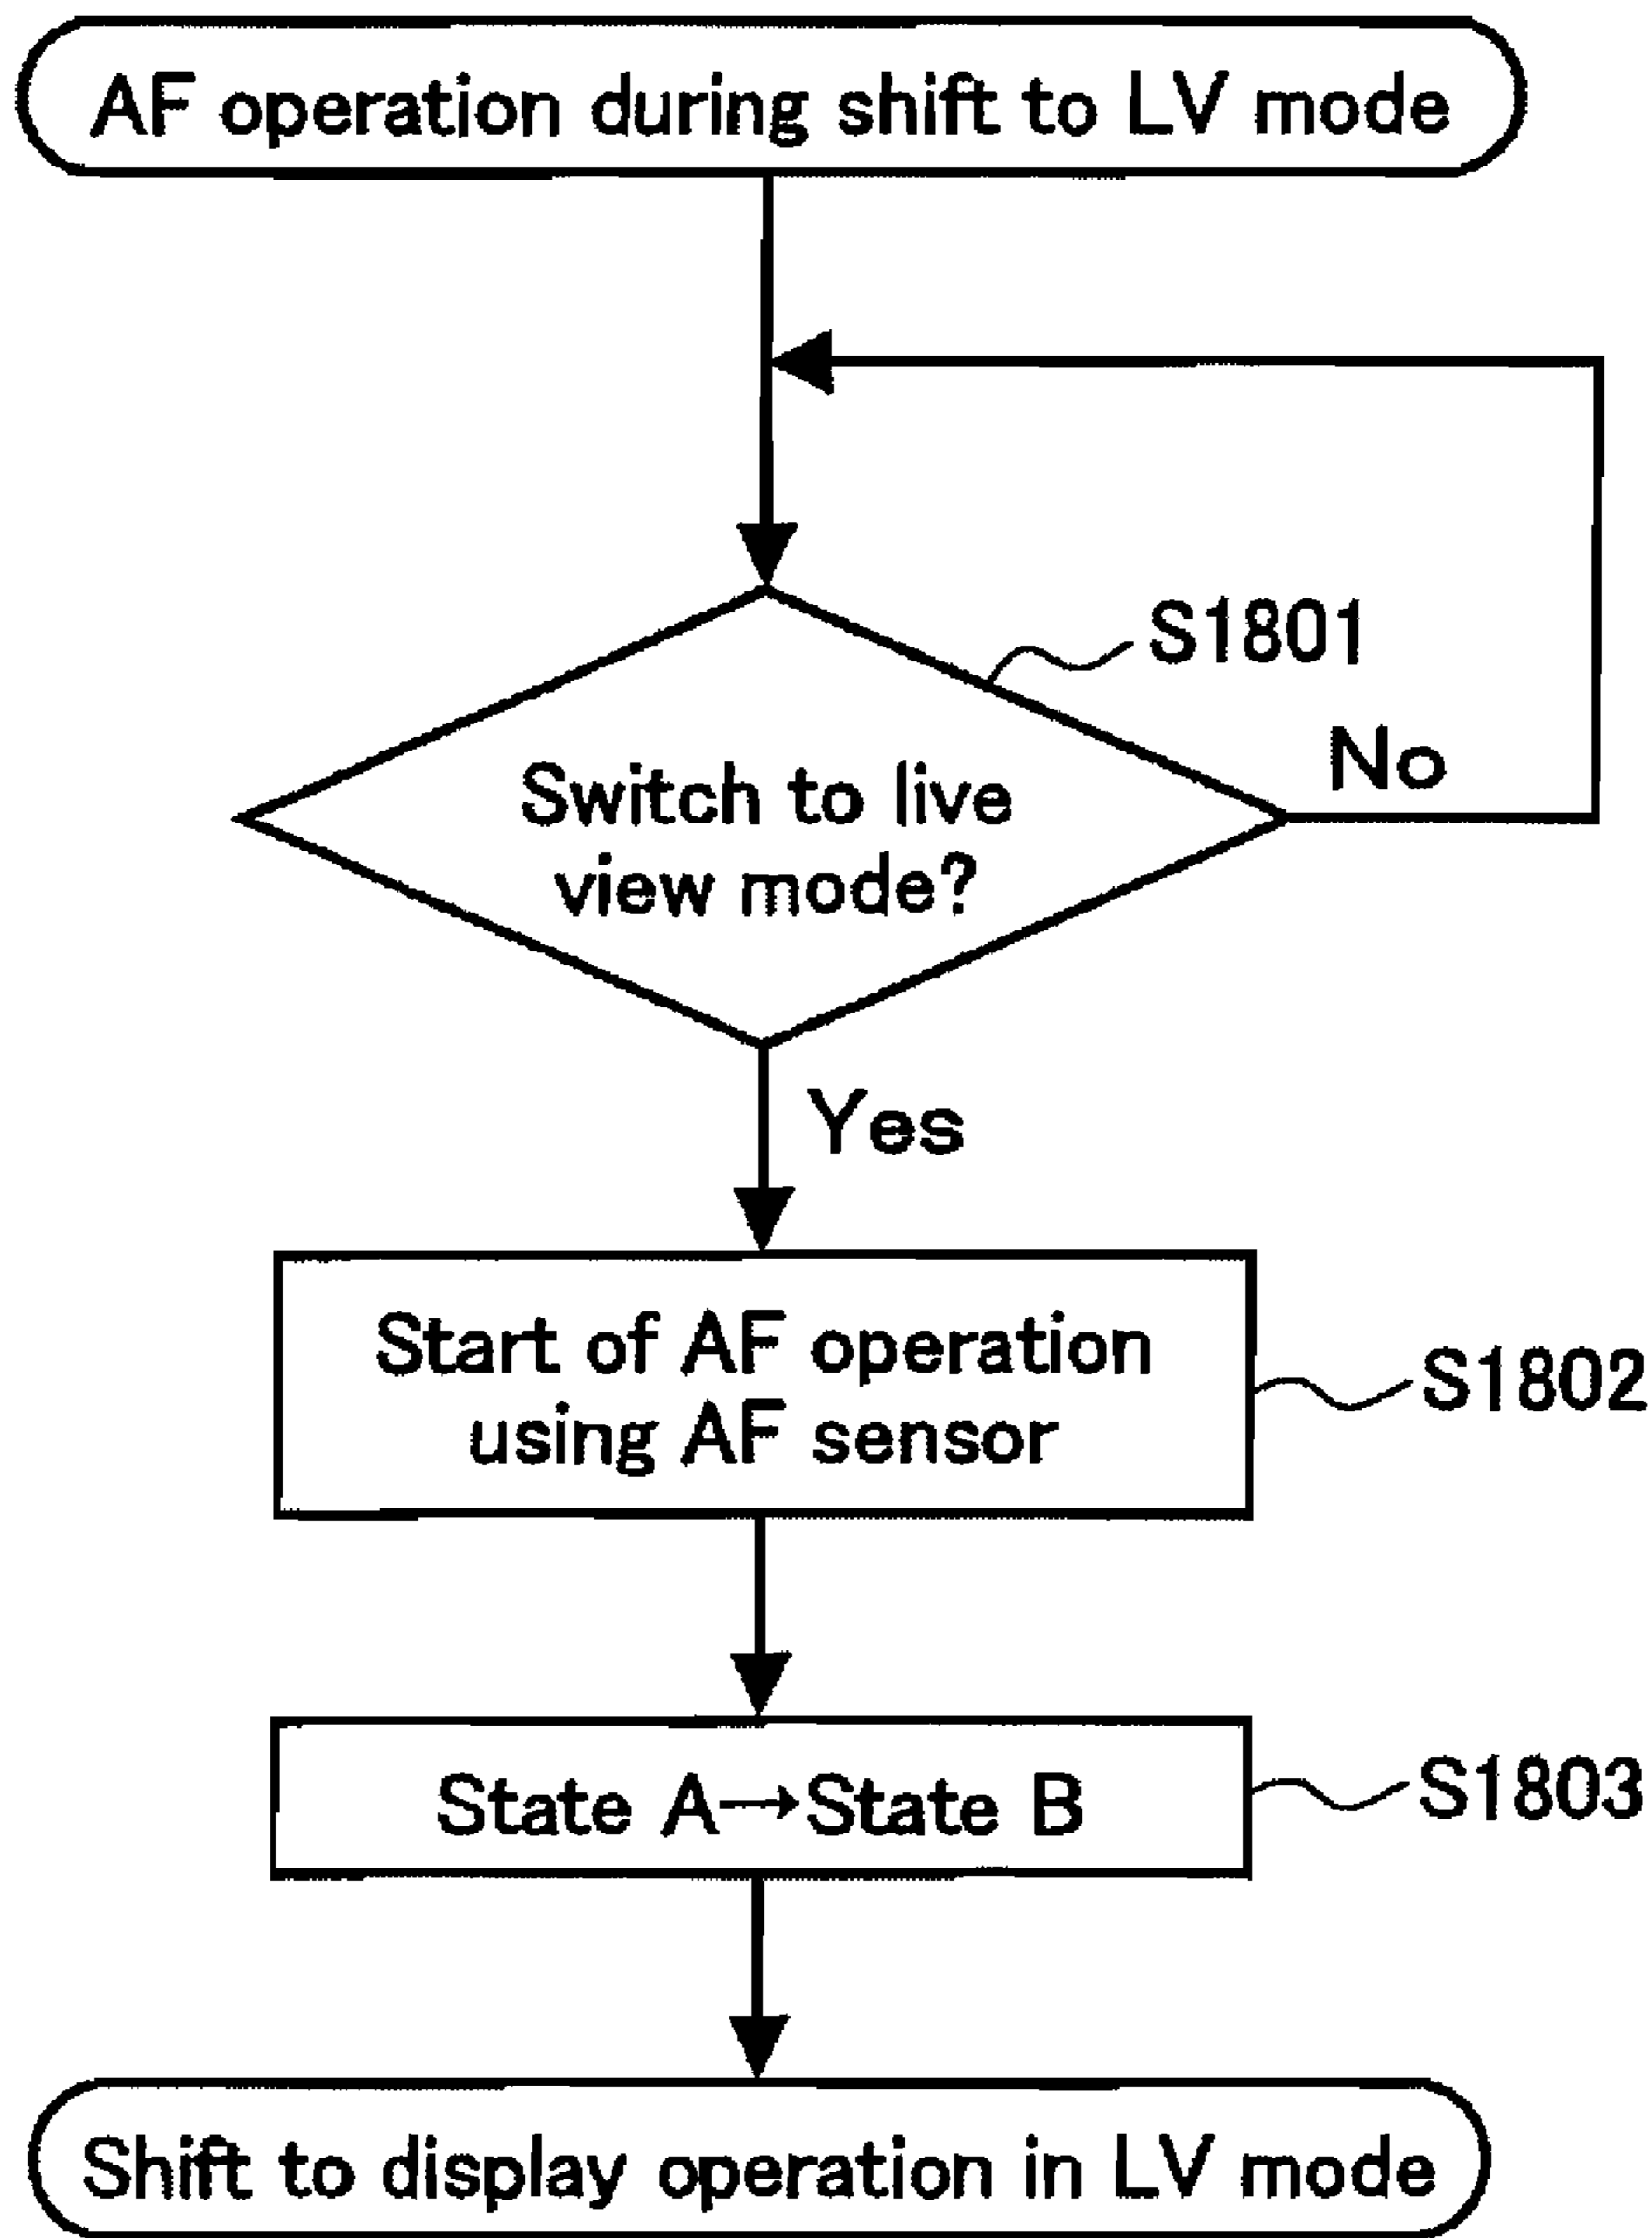 AF operation during shift to LV mode
S1801
No
Switch to live
view mode?
Yes
Start of AF operation
using AF sensor
S1802
State A→State B
S1803
Shift to display operation in LV mode